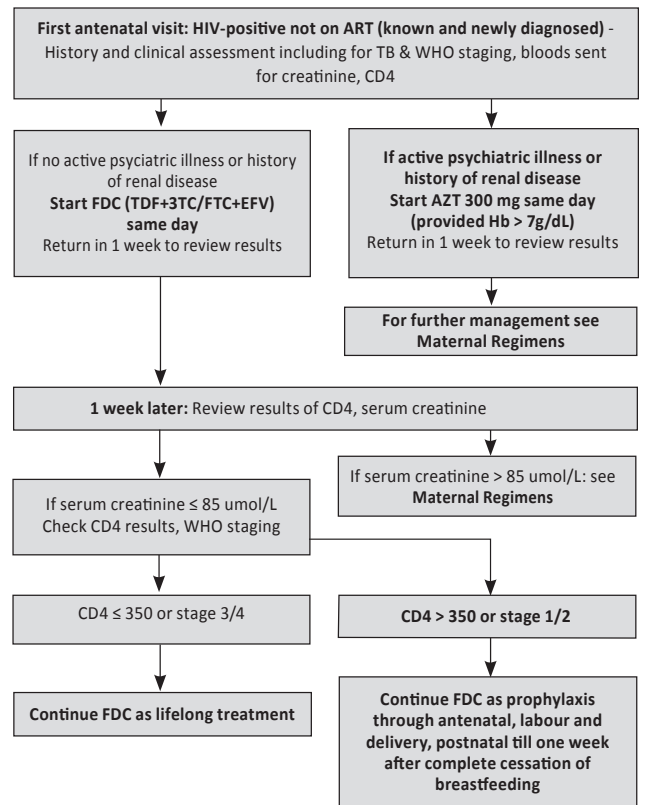 First antenatal visit: HIV-positive not on ART (known and newly diagnosed) -
History and clinical assessment including for TB & WHO staging, bloods sent
for creatinine, CD4
If no active psyciatric illness or history
of renal disease
Start FDC (TDF+3TC/FTC+EFV)
same day
Return in 1 week to review results
If active psychiatric illness or
history of renal disease
Start AZT 300 mg same day
(provided Hb > 7g/dL)
Return in 1 week to review results
For further management see
Maternal Regimens
1 week later: Review results of CD4, serum creatinine
If serum creatinine > 85 umol/L: see
Maternal Regimens
If serum creatinine ≤ 85 umol/L
Check CD4 results, WHO staging
CD4 ≤ 350 or stage 3/4
CD4 > 350 or stage 1/2
Continue FDC as lifelong treatment
Continue FDC as prophylaxis
through antenatal, labour and
delivery, postnatal till one week
after complete cessation of
breastfeeding